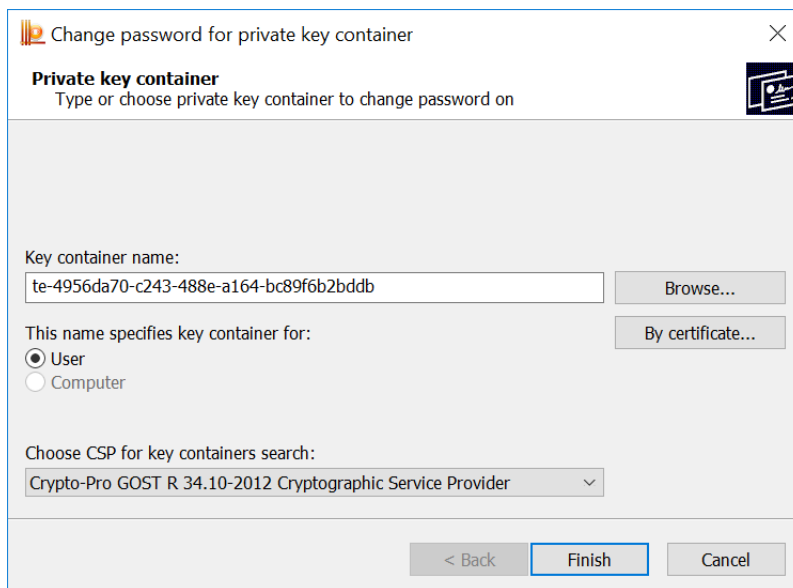 Change password for private key container
Private key container
Type or choose private key container to change password on
Key container name:
te-4956da70-c243-488e-a164-bc89f6b2bddb
Browse...
This name specifies key container for:
By certificate...
User
Computer
Choose CSP for key containers search:
Crypto-Pro GOST R 34.10-2012 Cryptographic Service Provider
< Back
Finish
Cancel